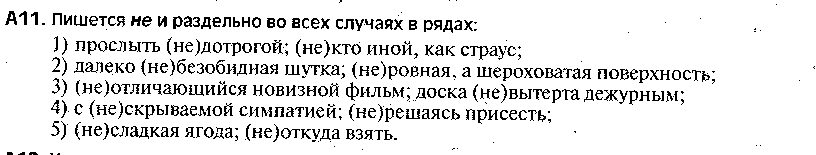 А11. Пишется не и раздельно во всех случаях в рядах:
1) прослыть (не)дотрогой; (не)кто иной, как страус;
2) далеко (не)безобидная шутка; (не)ровная, а шероховатая поверхность;
3) (не)отличающийся новизной фильм; доска (не)вытерта дежурным;
4) с (не)скрываемой симпатией; (не)решаясь присесть;
5) (не)сладкая ягода; (не)откуда взять.